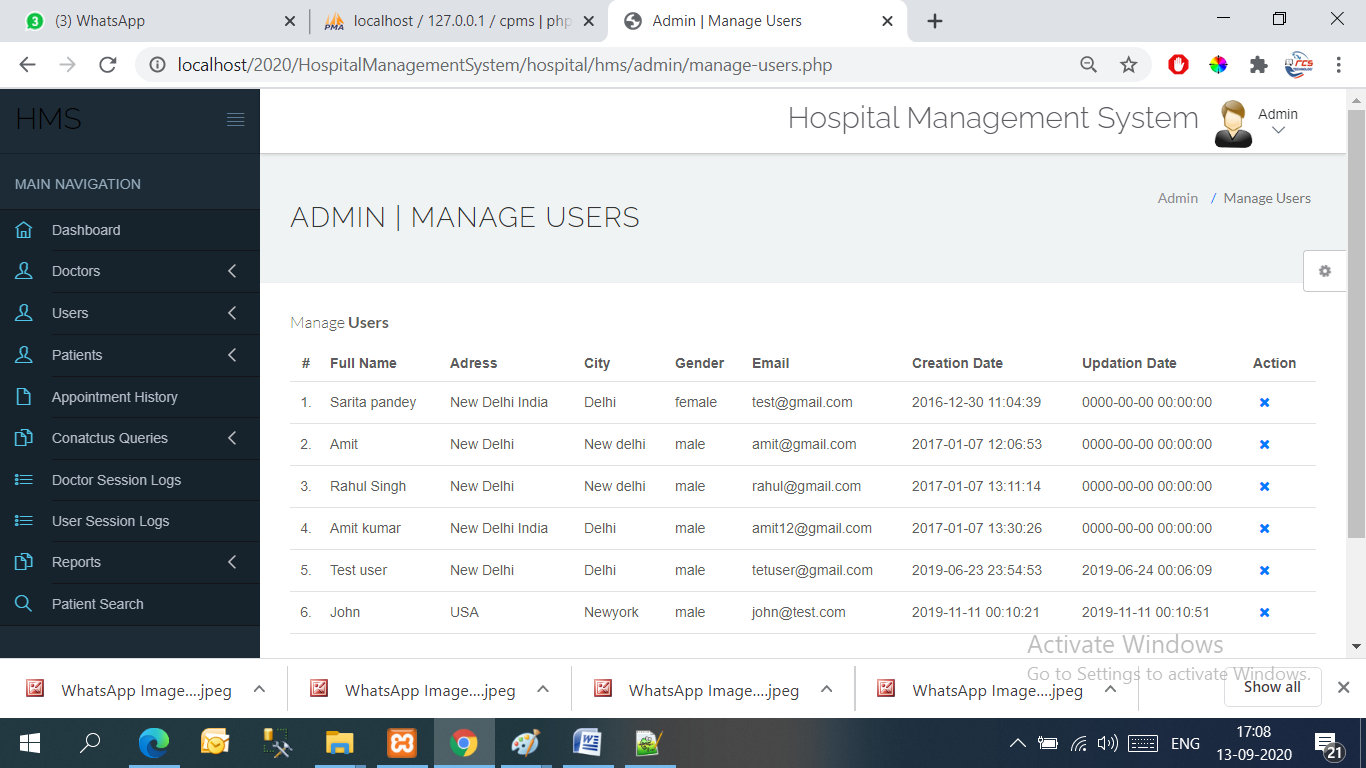 3 (3) WhatsApp
PMA localhost / 127.0.0.1 / cpms | php
Admin | Manage Users
localhost/2020/HospitalManagementSystem/hospital/hms/admin/manage-users.php
HMS
Hospital Management System
Admin
MAIN NAVIGATION
Dashboard
Doctors
Users
Patients
Appointment History
Conatctus Queries
Doctor Session Logs
User Session Logs
Reports
Patient Search
ADMIN | MANAGE USERS
Admin / Manage Users
Manage Users
# Full Name Adress City Gender Email Creation Date Updation Date Action
1. Sarita pandey New Delhi India Delhi female test@gmail.com 2016-12-30 11:04:39 0000-00-00 00:00:00
2. Amit New Delhi New delhi male amit@gmail.com 2017-01-07 12:06:53 0000-00-00 00:00:00
3. Rahul Singh New Delhi New delhi male rahul@gmail.com 2017-01-07 13:11:14 0000-00-00 00:00:00
4. Amit kumar New Delhi India Delhi male amit12@gmail.com 2017-01-07 13:30:26 0000-00-00 00:00:00
5. Test user New Delhi Delhi male tetuser@gmail.com 2019-06-23 23:54:53 2019-06-24 00:06:09
6. John USA Newyork male john@test.com 2019-11-11 00:10:21 2019-11-11 00:10:51
Activate Windows
Go to Settings to activate Windows.
WhatsApp Image....jpeg WhatsApp Image....jpeg WhatsApp Image....jpeg WhatsApp Image....jpeg Show all
ENG
17:08
13-09-2020
21